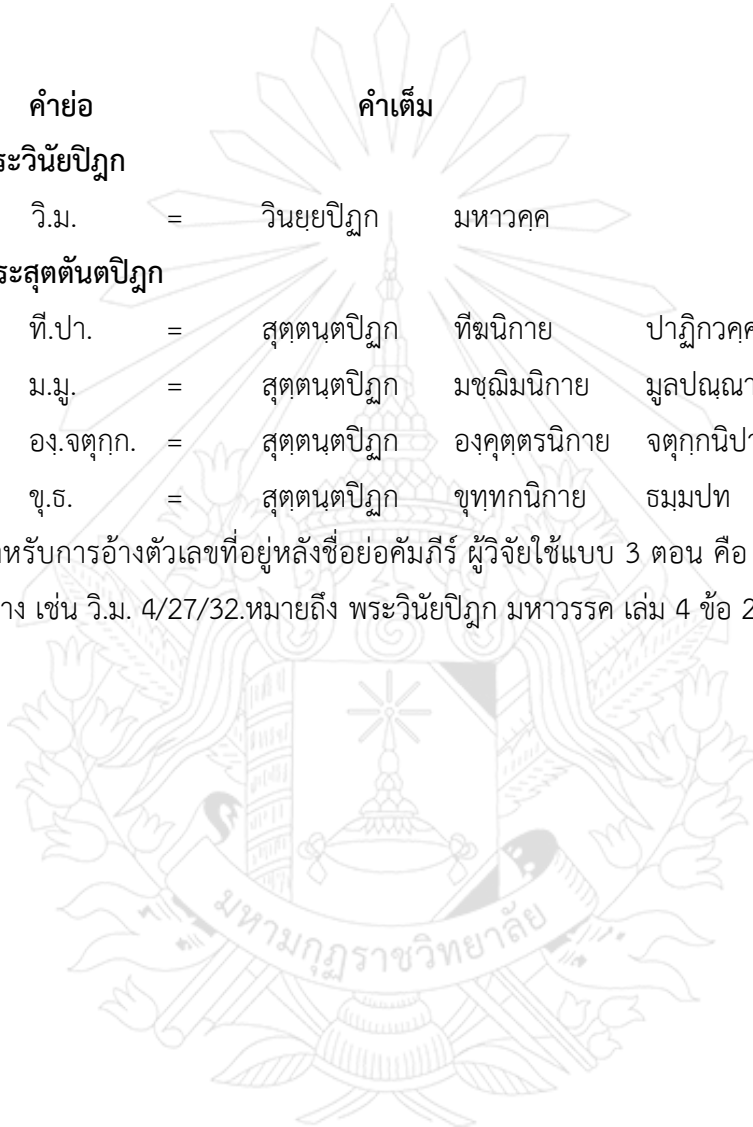 คำย่อ คำเต็ม
ระวินัยปิฎก
วิ.ม. = วินยฺยปิฏก มหาวคฺค
ระสุตตันตปิฎก
ที.ปา. = สุตฺตนฺตปิฏก ทีฆนิกาย ปาฏิกวคฺค
ม.มู. = สุตฺตนฺตปิฏก มชฺฌิมนิกาย มูลปณฺณา
องฺ.จตุกฺก. = สุตฺตนฺตปิฏก องฺคุตฺตรนิกาย จตุกฺกนิปา
ขุ.ธ. = สุตฺตนฺตปิฏก ขุทฺทกนิกาย ธมฺมปท
หรับการอ้างตัวเลขที่อยู่หลังชื่อย่อคัมภีร์ ผู้วิจัยใช้แบบ 3 ตอน คือ
าง เช่น วิ.ม. 4/27/32.หมายถึง พระวินัยปิฎก มหาวรรค เล่ม 4 ข้อ 2
มหามกุฏราชวิทยาลัย